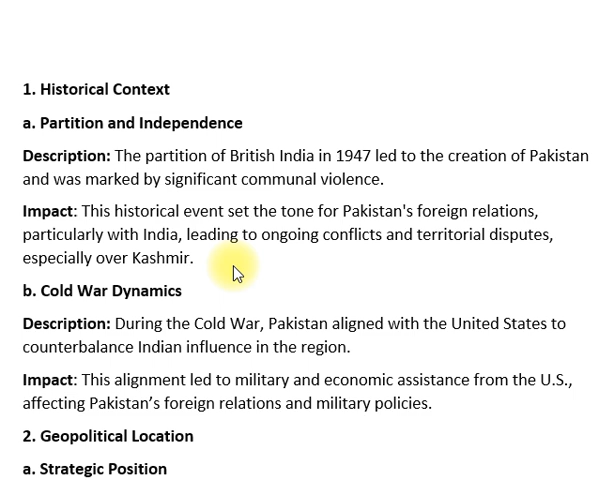 1. Historical Context
a. Partition and Independence
Description: The partition of British India in 1947 led to the creation of Pakistan
and was marked by significant communal violence.
Impact: This historical event set the tone for Pakistan's foreign relations,
particularly with India, leading to ongoing conflicts and territorial disputes,
especially over Kashmir.
b. Cold War Dynamics
Description: During the Cold War, Pakistan aligned with the United States to
counterbalance Indian influence in the region.
Impact: This alignment led to military and economic assistance from the U.S.,
affecting Pakistan’s foreign relations and military policies.
2. Geopolitical Location
a. Strategic Position